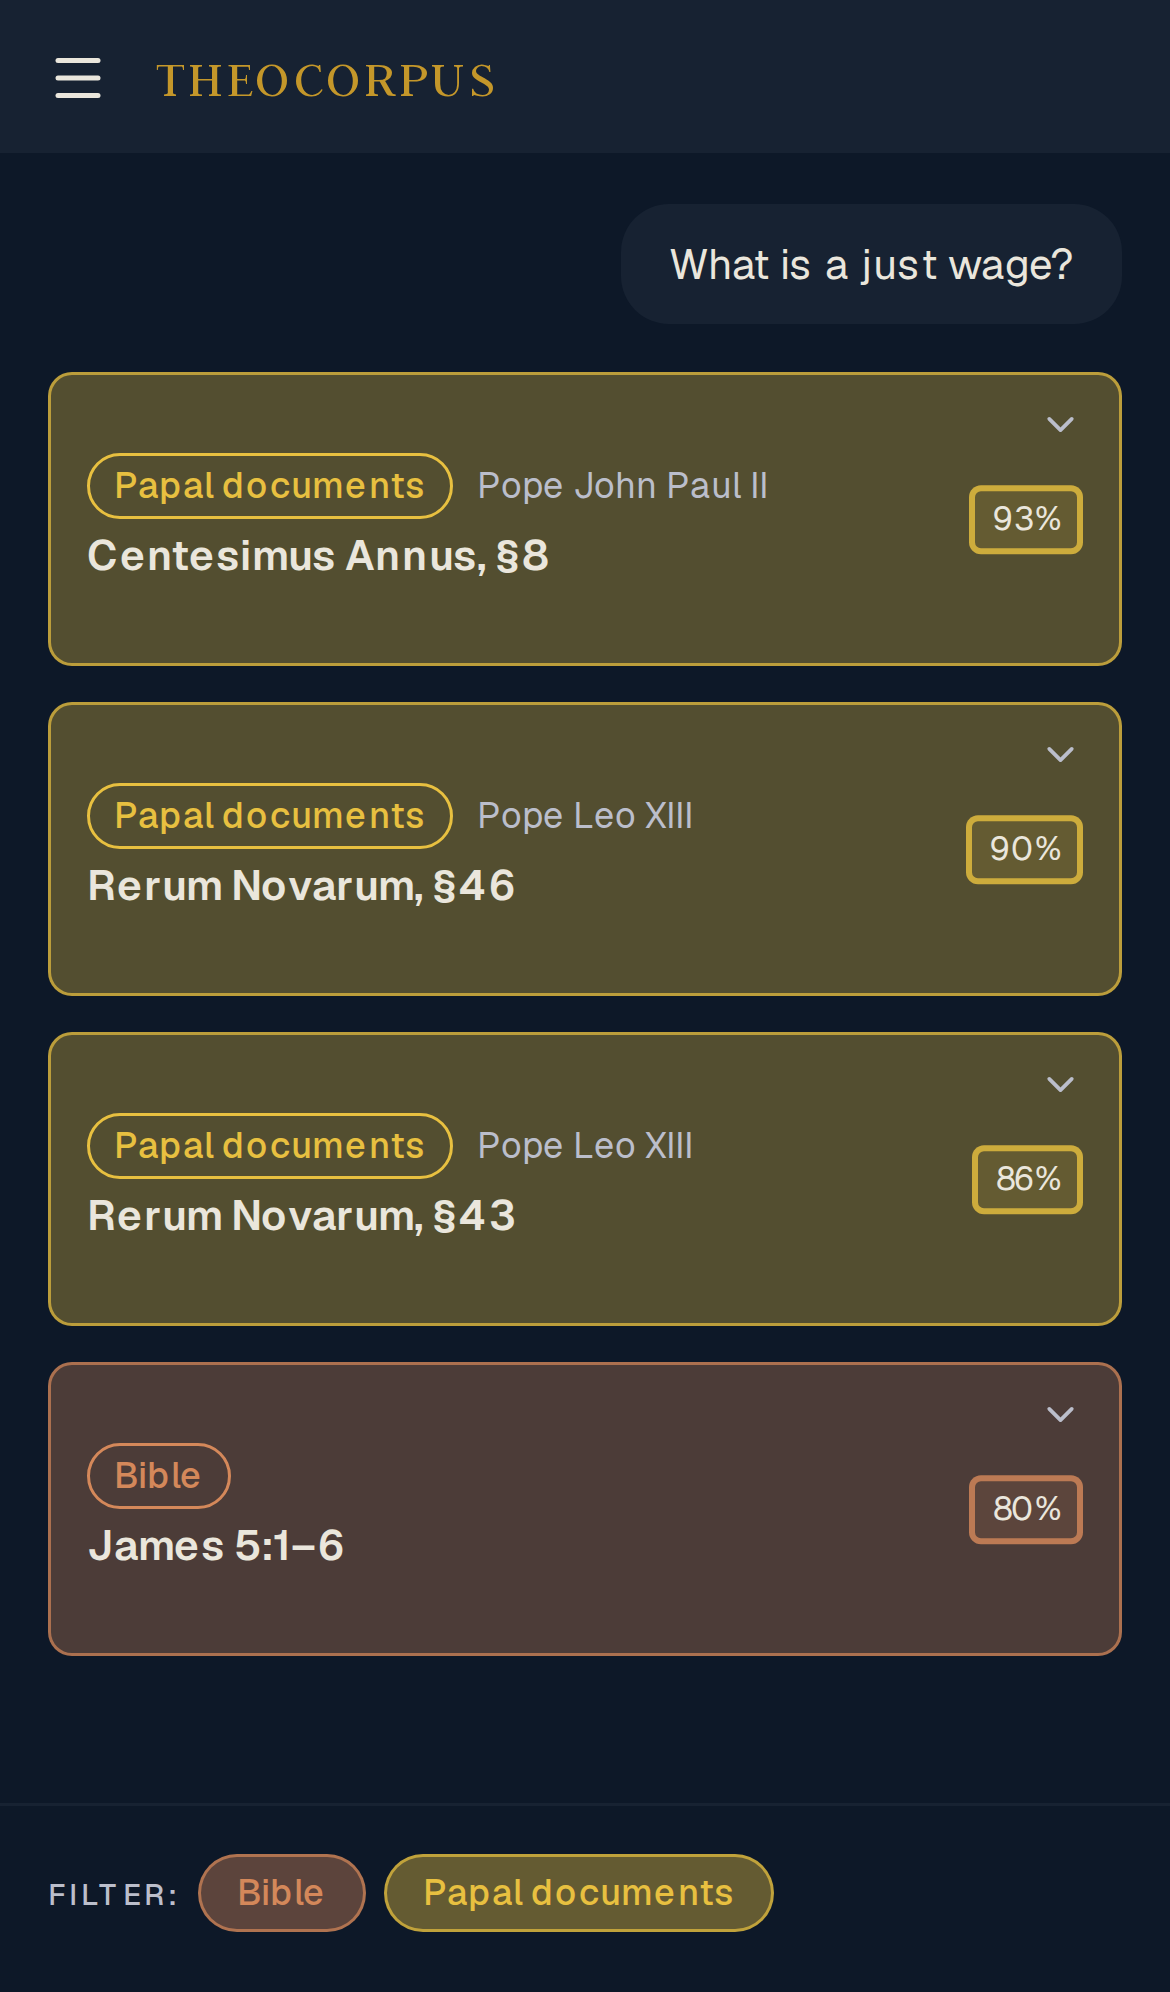 THEOCORPUS
What is a just wage?
Papal documents Pope John Paul II
93%
Centesimus Annus, §8
Papal documents Pope Leo XIII
90%
Rerum Novarum, §46
Papal documents Pope Leo XIII
86%
Rerum Novarum, §43
Bible
80%
James 5:1–6
FILTER: Bible Papal documents